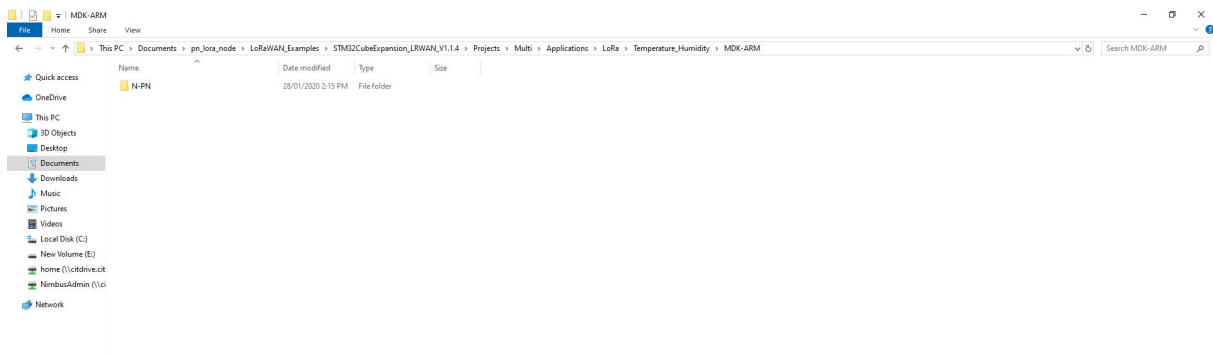 MDK-ARM
File Home Share View
This PC > Documents > pn_lora_node > LoRaWAN_Examples > STM32CubeExpansion_LRWAN_V1.1.4 > Projects > Multi > Applications > LoRa > Temperature_Humidity > MDK-ARM
Search MDK-ARM
Name Date modified Type Size
N-PN 28/01/2020 2:15 PM File folder
Quick access
OneDrive
This PC
3D Objects
Desktop
Documents
Downloads
Music
Pictures
Videos
Local Disk (C:)
New Volume (E:)
home (\\citdrive.cit
NimbusAdmin (\\ci
Network